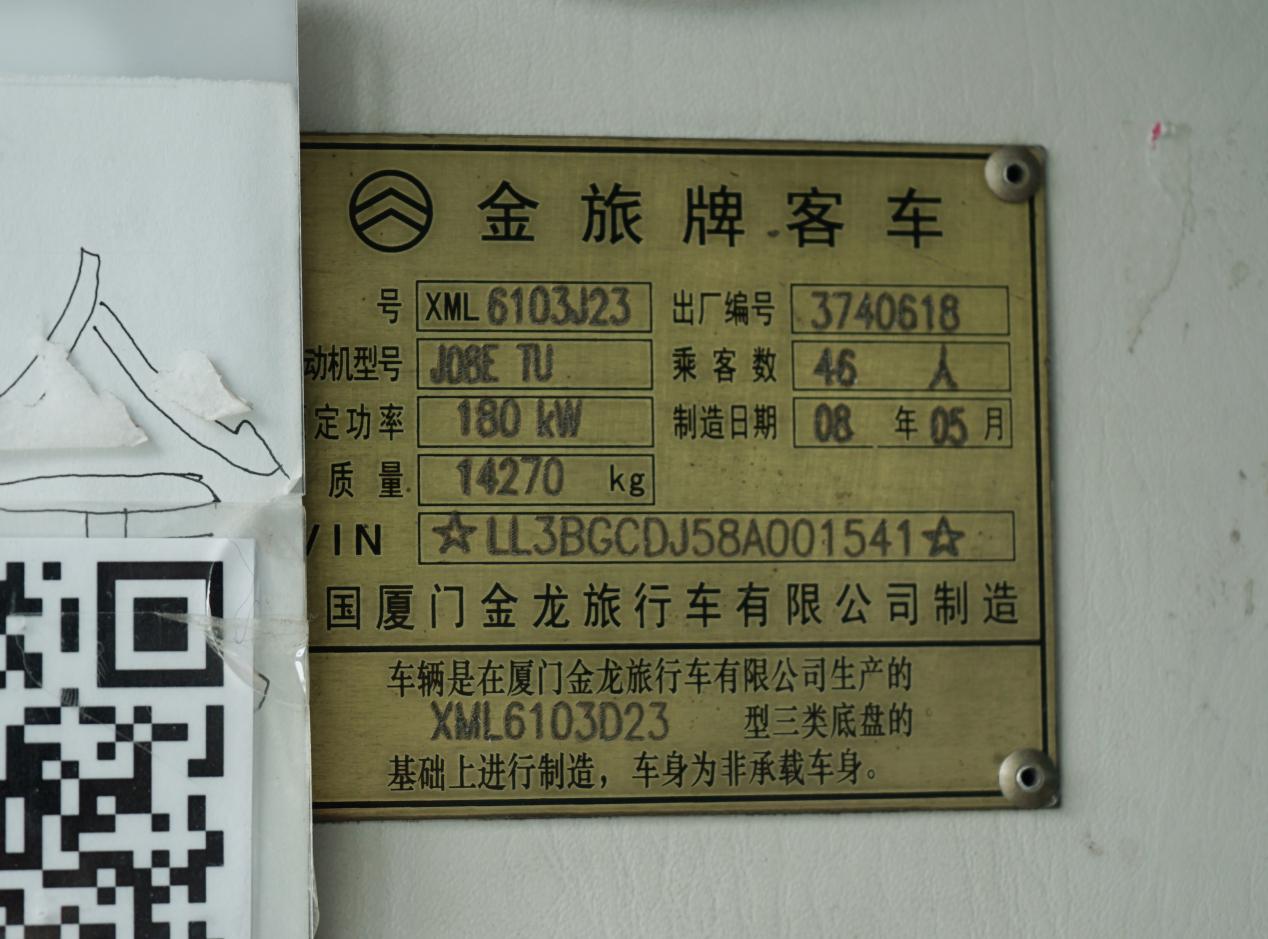 金旅牌客车
号 XML 6103J23 出厂编号 3740618
动机型号 J08E TU 乘客数 46 人
定功率 180 kW 制造日期 08 年 05 月
质量 14270 kg
VIN ☆LL3BGCDJ58A001541☆
国厦门金龙旅行车有限公司制造
车辆是在厦门金龙旅行车有限公司生产的
XML6103D23 型三类底盘的
基础上进行制造，车身为非承载车身。